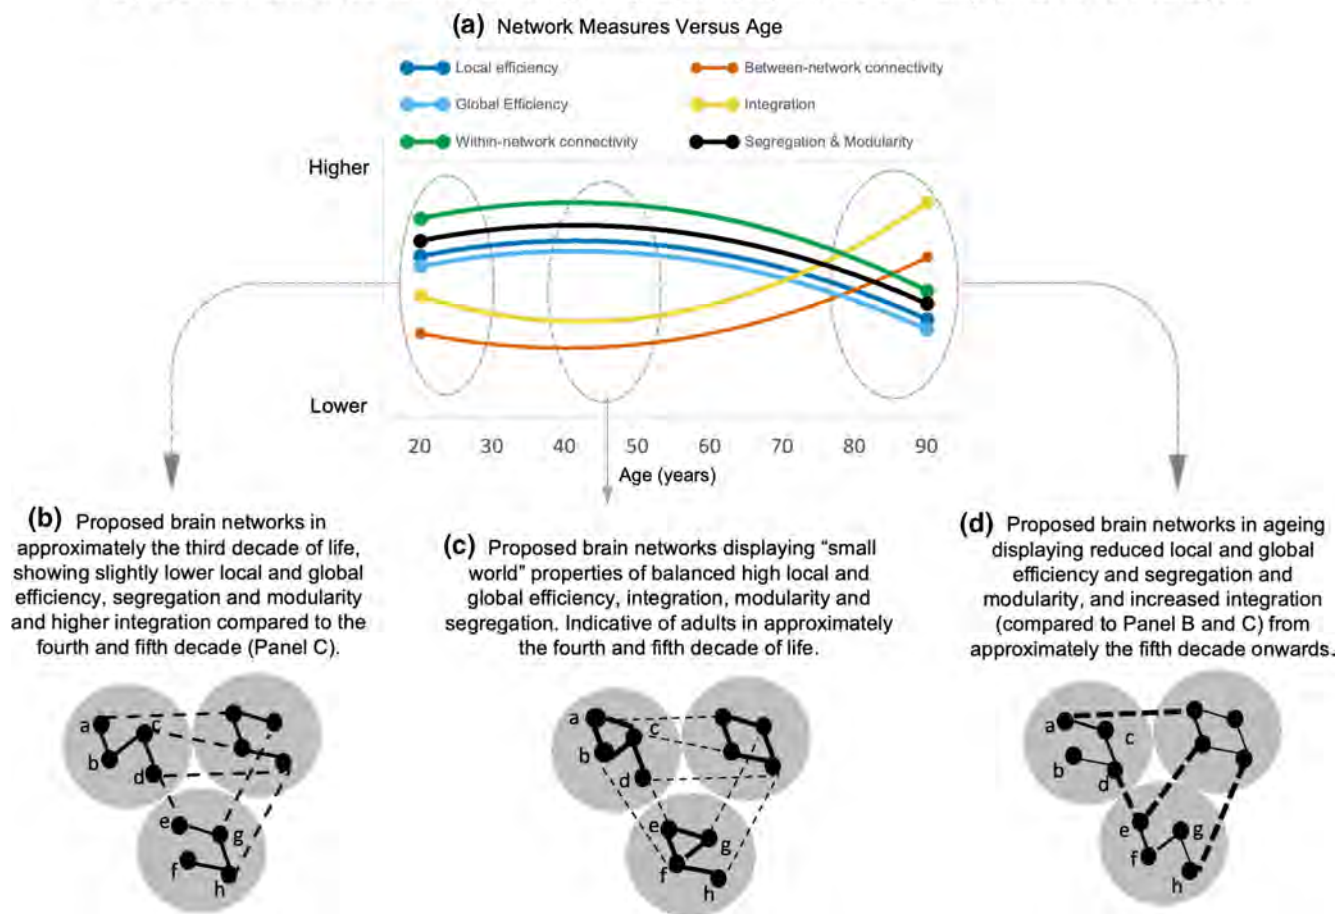 (a) Network Measures Versus Age
Local efficiency
Between-network connectivity
Global Efficiency
Integration
Within-network connectivity
Segregation & Modularity
Higher
Lower
20 30 40 50 60 70 80 90
Age (years)
(b) Proposed brain networks in
approximately the third decade of life,
showing slightly lower local and global
efficiency, segregation and modularity
and higher integration compared to the
fourth and fifth decade (Panel C).
a
c
b
d
e
g
f
h
(c) Proposed brain networks displaying “small
world” properties of balanced high local and
global efficiency, integration, modularity and
segregation. Indicative of adults in approximately
the fourth and fifth decade of life.
a
c
b
d
e
g
f
h
(d) Proposed brain networks in ageing
displaying reduced local and global
efficiency and segregation and
modularity, and increased integration
(compared to Panel B and C) from
approximately the fifth decade onwards.
a
c
b
d
e
g
f
h